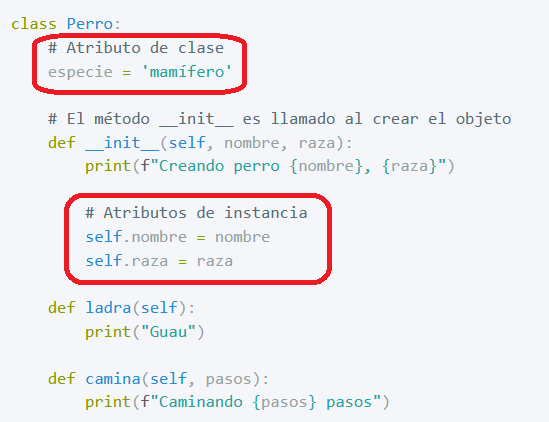 class Perro:
# Atributo de clase
especie = 'mamífero'
# El método __init__ es llamado al crear el objeto
def __init__(self, nombre, raza):
print(f"Creando perro {nombre}, {raza}")
# Atributos de instancia
self.nombre = nombre
self.raza = raza
def ladra(self):
print("Guau")
def camina(self, pasos):
print(f"Caminando {pasos} pasos")